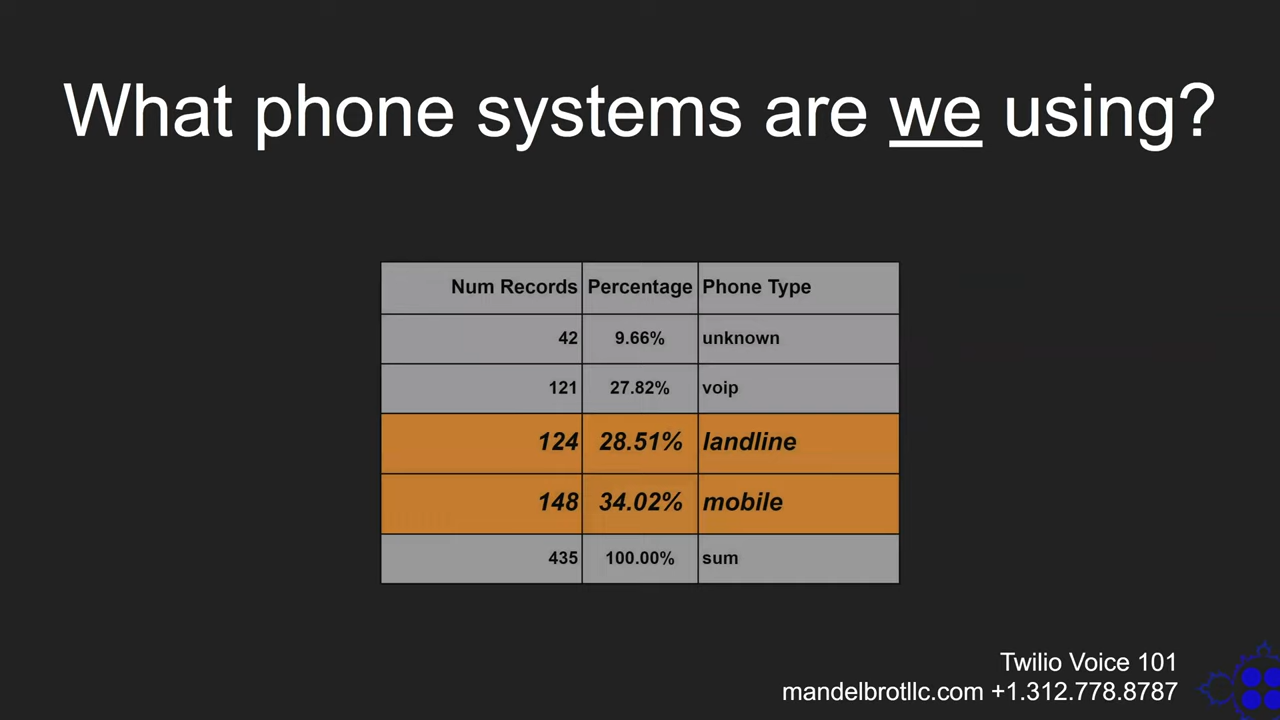 What phone systems are we using?
Num Records Percentage Phone Type
42 9.66% unknown
121 27.82% voip
124 28.51% landline
148 34.02% mobile
435 100.00% sum
Twilio Voice 101
mandelbrotllc.com +1.312.778.8787